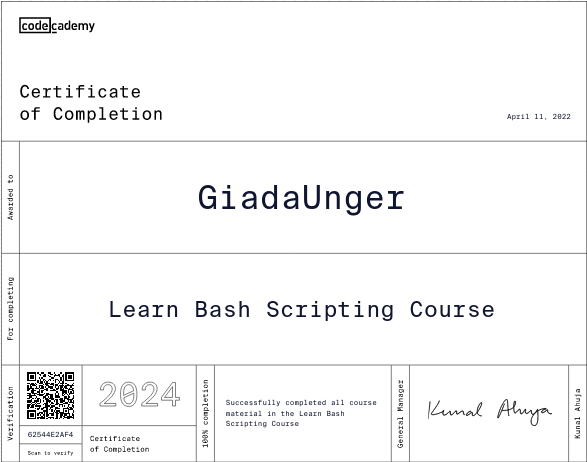 codecademy
Certificate
of Completion
April 11, 2022
Awarded to
GiadaUnger
For completing
Learn Bash Scripting Course
Verification
62544E2AF4
Scan to verify
2024
Certificate
of Completion
100% completion
Successfully completed all course
material in the Learn Bash
Scripting Course
General Manager
Kunal Ahuja
Kunal Ahuja